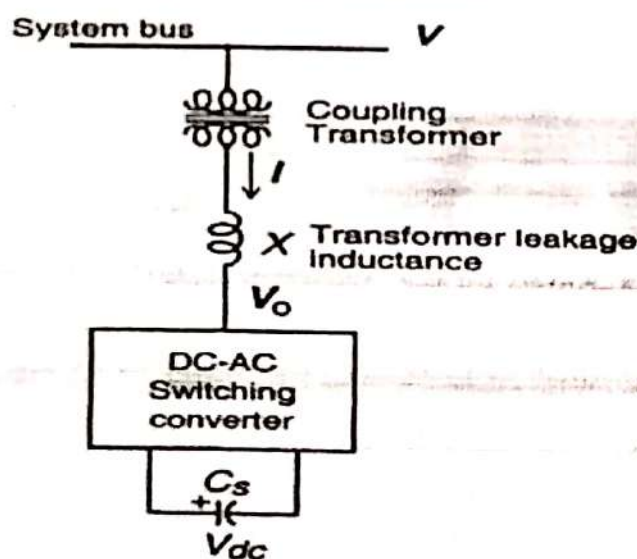 System bus
V
Coupling
Transformer
I
X Transformer leakage
Inductance
Vo
DC-AC
Switching
converter
Cs
+
Vdc